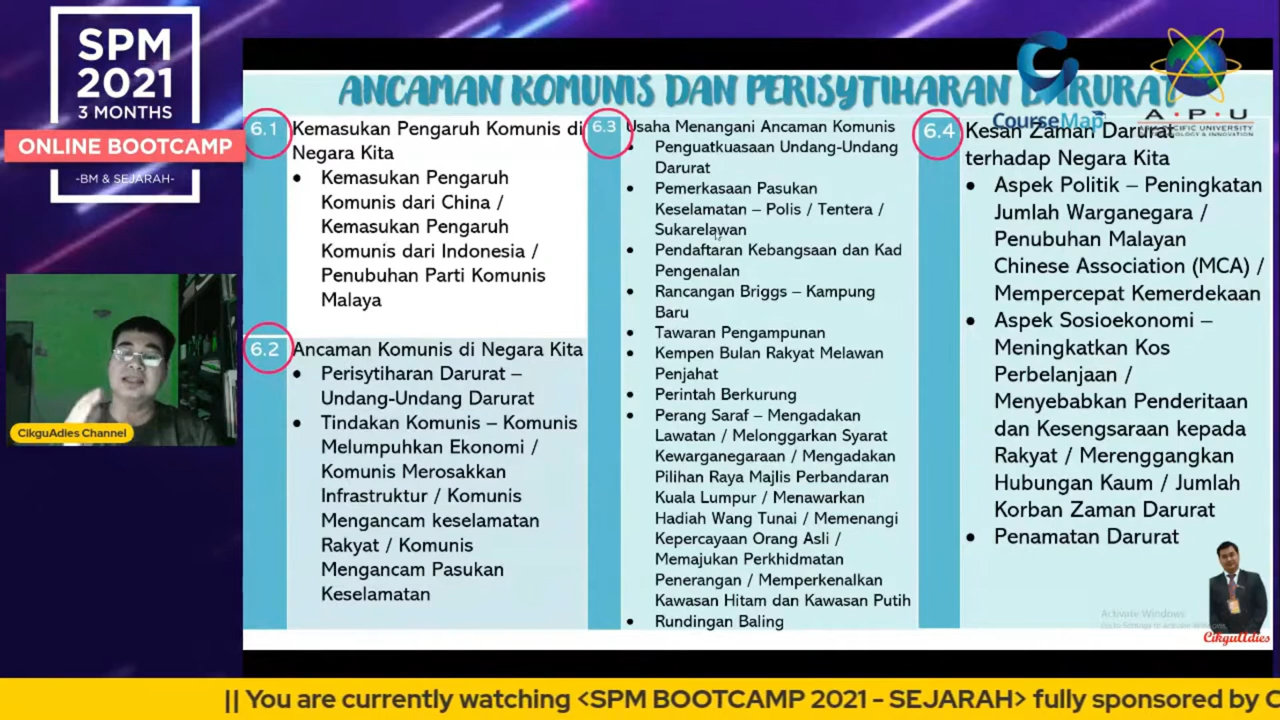 SPM
2021
3 MONTHS
ONLINE BOOTCAMP
-BM & SEJARAH-
CikguAdies Channel
ANCAMAN KOMUNIS DAN PERISYTIHARAN DARURAT
CourseMap
A·P·U
6.1
Kemasukan Pengaruh Komunis di
Negara Kita
• Kemasukan Pengaruh
Komunis dari China /
Kemasukan Pengaruh
Komunis dari Indonesia /
Penubuhan Parti Komunis
Malaya
6.2
Ancaman Komunis di Negara Kita
• Perisytiharan Darurat –
Undang-Undang Darurat
• Tindakan Komunis – Komunis
Melumpuhkan Ekonomi /
Komunis Merosakkan
Infrastruktur / Komunis
Mengancam keselamatan
Rakyat / Komunis
Mengancam Pasukan
Keselamatan
6.3
Usaha Menangani Ancaman Komunis
• Penguatkuasaan Undang-Undang
Darurat
• Pemerkasaan Pasukan
Keselamatan – Polis / Tentera /
Sukarelawan
• Pendaftaran Kebangsaan dan Kad
Pengenalan
• Rancangan Briggs – Kampung
Baru
• Tawaran Pengampunan
• Kempen Bulan Rakyat Melawan
Penjahat
• Perintah Berkurung
• Perang Saraf – Mengadakan
Lawatan / Melonggarkan Syarat
Kewarganegaraan / Mengadakan
Pilihan Raya Majlis Perbandaran
Kuala Lumpur / Menawarkan
Hadiah Wang Tunai / Memenangi
Kepercayaan Orang Asli /
Memajukan Perkhidmatan
Penerangan / Memperkenalkan
Kawasan Hitam dan Kawasan Putih
• Rundingan Baling
6.4
Kesan Zaman Darurat
terhadap Negara Kita
• Aspek Politik – Peningkatan
Jumlah Warganegara /
Penubuhan Malayan
Chinese Association (MCA) /
Mempercepat Kemerdekaan
• Aspek Sosioekonomi –
Meningkatkan Kos
Perbelanjaan /
Menyebabkan Penderitaan
dan Kesengsaraan kepada
Rakyat / Merenggangkan
Hubungan Kaum / Jumlah
Korban Zaman Darurat
• Penamatan Darurat
Activate Windows
CikguAdies
|| You are currently watching <SPM BOOTCAMP 2021 - SEJARAH> fully sponsored by C